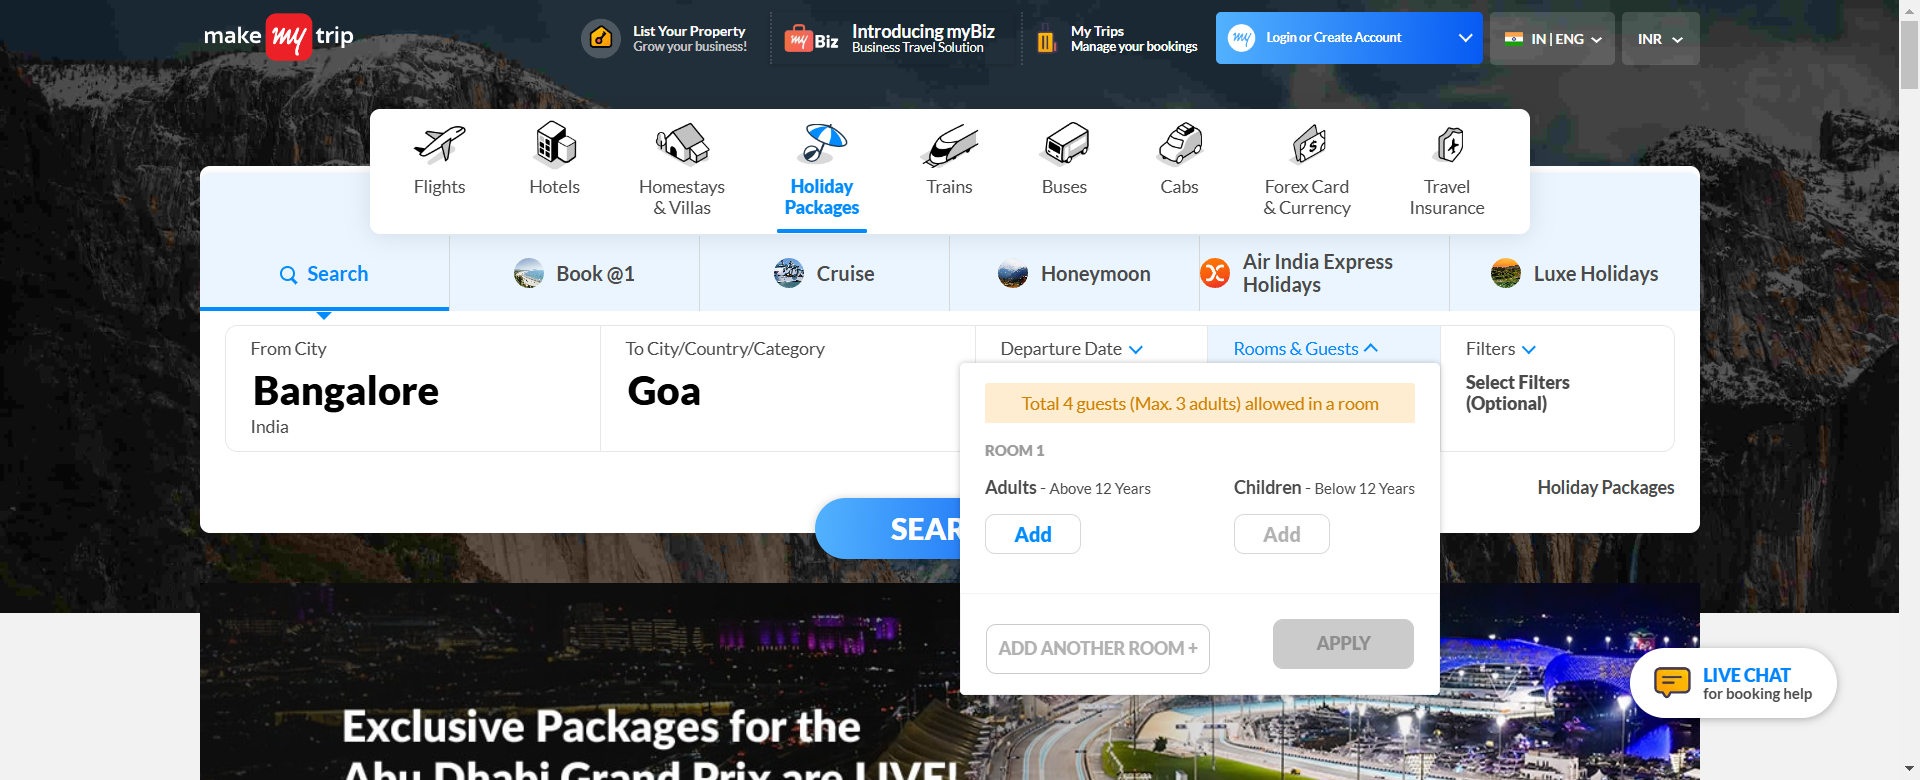 make my trip
List Your Property
Grow your business!
my Biz
Introducing myBiz
Business Travel Solution
My Trips
Manage your bookings
my
Login or Create Account
IN | ENG
INR
Flights
Hotels
Homestays
& Villas
Holiday
Packages
Trains
Buses
Cabs
Forex Card
& Currency
Travel
Insurance
Search
Book @1
Cruise
Honeymoon
Air India Express
Holidays
Luxe Holidays
From City
Bangalore
India
To City/Country/Category
Goa
Departure Date
Rooms & Guests
Filters
Select Filters
(Optional)
Total 4 guests (Max. 3 adults) allowed in a room
ROOM 1
Adults - Above 12 Years
Children - Below 12 Years
Add
Add
Holiday Packages
SEAR
ADD ANOTHER ROOM +
APPLY
LIVE CHAT
for booking help
Exclusive Packages for the
Abu Dhabi Grand Prix are LIVE!